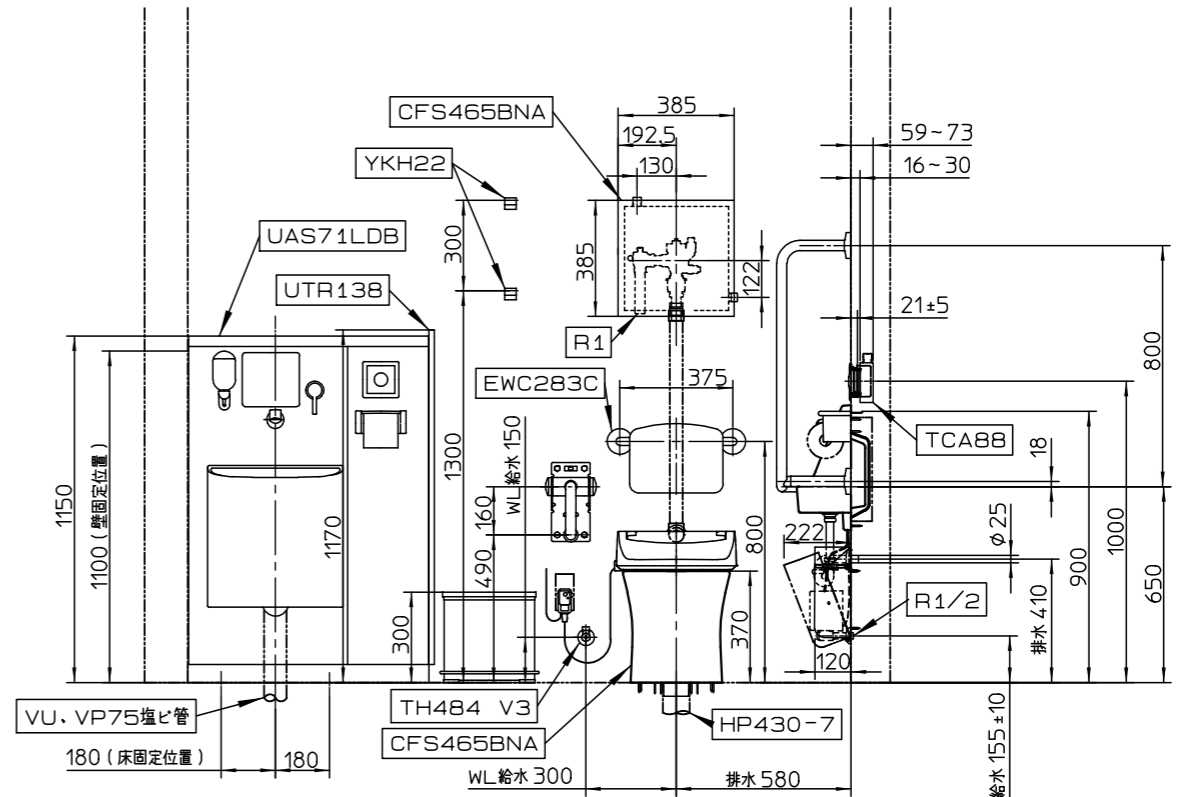 CFS465BNA
385
192.5
130
59~73
16~30
YKH22
300
385
122
UAS71LDB
UTR138
R1
21±5
800
EWC283C
375
TCA88
18
1150
1100 (壁固定位置)
1170
1300
WL給水 150
160
490
800
222
φ25
1000
900
650
排水 410
R1/2
300
370
120
給水 155±10
VU、VP75塩ビ管
TH484 V3
CFS465BNA
HP430-7
180 (床固定位置)
180
WL給水 300
排水 580